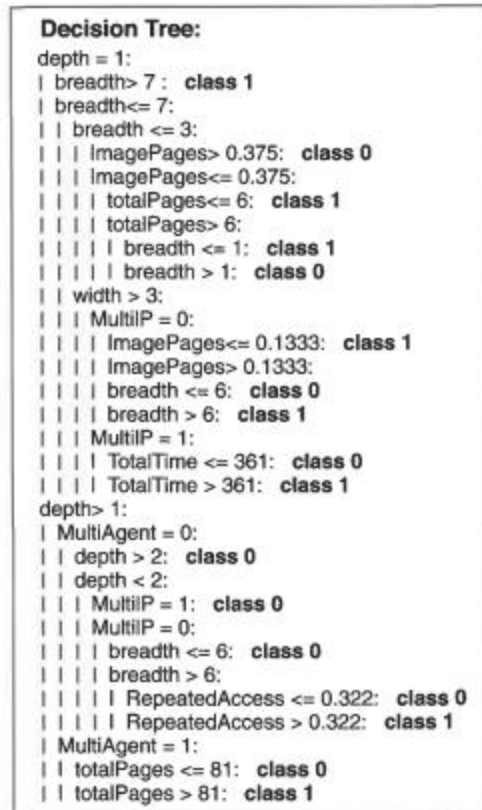 Decision Tree:
depth = 1:
| breadth> 7 : class 1
| breadth<= 7:
| | breadth <= 3:
| | | ImagePages> 0.375: class 0
| | | ImagePages<= 0.375:
| | | | totalPages<= 6: class 1
| | | | totalPages> 6:
| | | | | breadth <= 1: class 1
| | | | | breadth > 1: class 0
| | width > 3:
| | | MultiIP = 0:
| | | | ImagePages<= 0.1333: class 1
| | | | ImagePages> 0.1333:
| | | | breadth <= 6: class 0
| | | | breadth > 6: class 1
| | | MultiIP = 1:
| | | | TotalTime <= 361: class 0
| | | | TotalTime > 361: class 1
depth> 1:
| MultiAgent = 0:
| | depth > 2: class 0
| | depth < 2:
| | | MultiIP = 1: class 0
| | | MultiIP = 0:
| | | | breadth <= 6: class 0
| | | | breadth > 6:
| | | | | RepeatedAccess <= 0.322: class 0
| | | | | RepeatedAccess > 0.322: class 1
| MultiAgent = 1:
| | totalPages <= 81: class 0
| | totalPages > 81: class 1